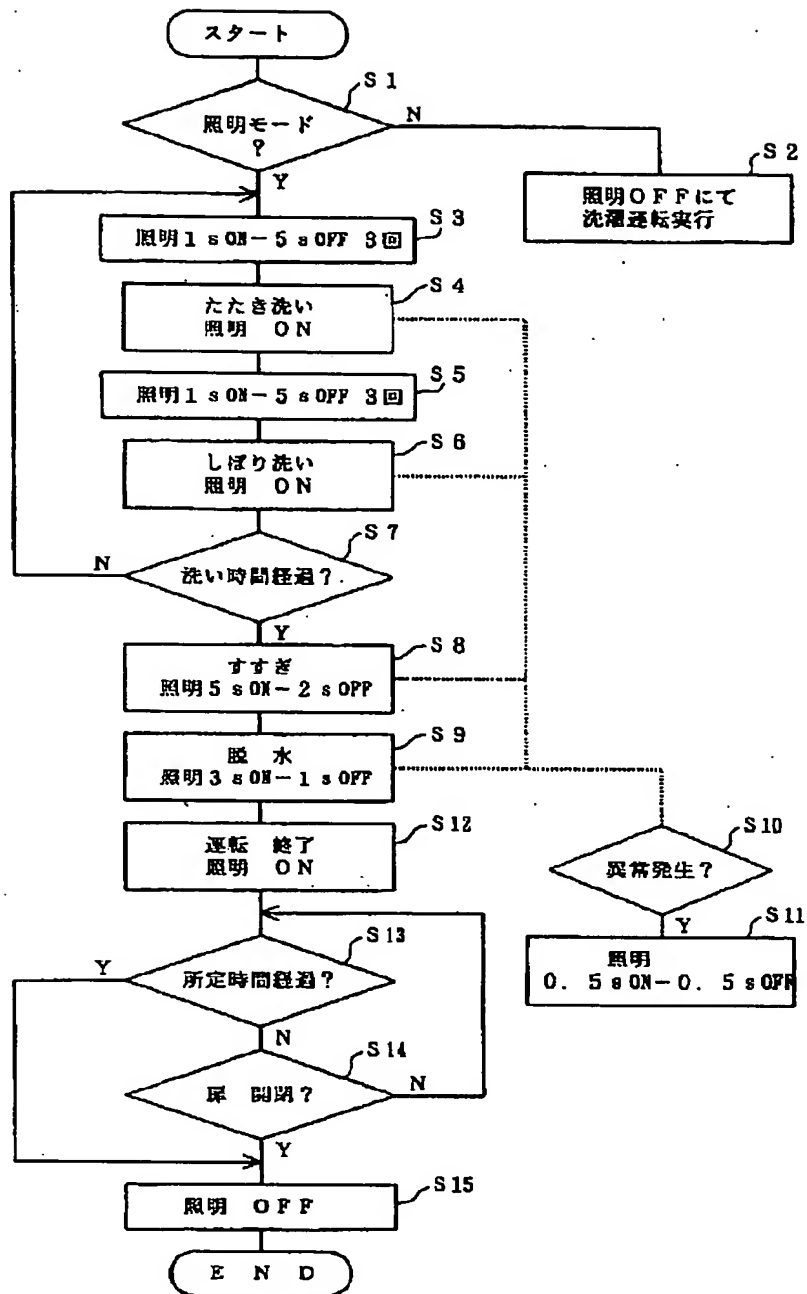 スタート
S1
照明モード
?
N
Y
S2
照明OFFにて
洗濯運転実行
S3
照明1sON-5sOFF 3回
S4
たたき洗い
照明 ON
S5
照明1sON-5sOFF 3回
S6
しぼり洗い
照明 ON
S7
洗い時間経過?
N
Y
S8
すすぎ
照明5sON-2sOFF
S9
脱水
照明3sON-1sOFF
S10
異常発生?
Y
S11
照明
0.5sON-0.5sOFF
S12
運転 終了
照明 ON
S13
所定時間経過?
Y
N
S14
扉 開閉?
N
Y
S15
照明 OFF
END